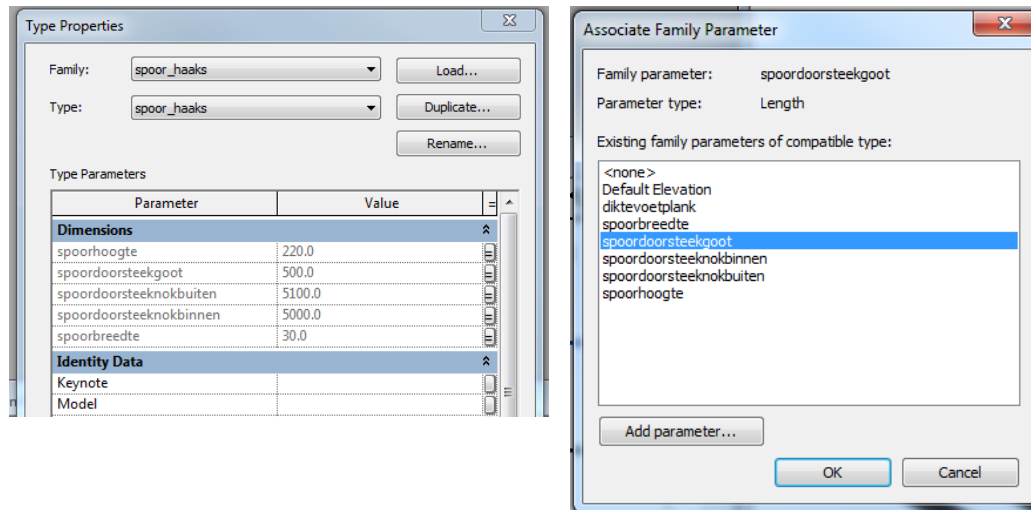 Type Properties
Family: spoor_haaks Load...
Type: spoor_haaks Duplicate...
Rename...
Type Parameters
Parameter Value =
Dimensions
spoorhoogte 220.0
spoordoorsteekgoot 500.0
spoordoorsteeknokbuiten 5100.0
spoordoorsteeknokbinnen 5000.0
spoorbreedte 30.0
Identity Data
Keynote
Model
Associate Family Parameter
Family parameter: spoordoorsteekgoot
Parameter type: Length
Existing family parameters of compatible type:
<none>
Default Elevation
diktevoetplank
spoorbreedte
spoordoorsteekgoot
spoordoorsteeknokbinnen
spoordoorsteeknokbuiten
spoorhoogte
Add parameter...
OK Cancel